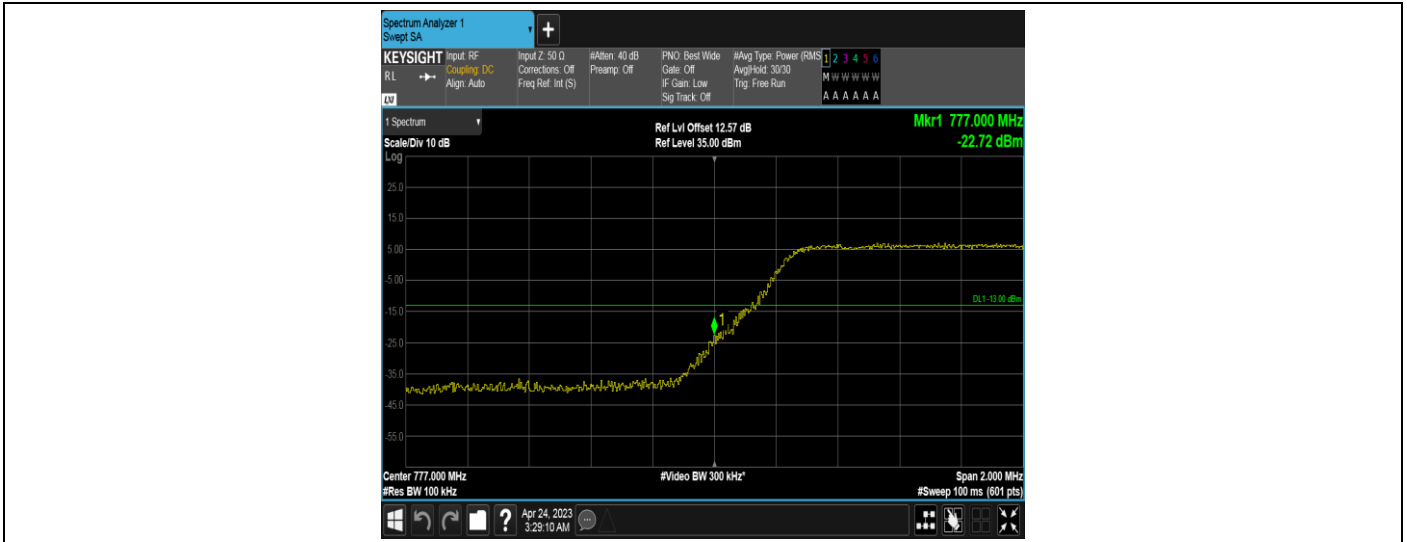 Spectrum Analyzer 1
Swept SA
+
KEYSIGHT Input: RF Input Z: 50 Ω #Atten: 40 dB PNO: Best Wide #Avg Type: Power (RMS 1 2 3 4 5 6
RL Coupling: DC Corrections: Off Preamp: Off Gate: Off Avg|Hold: 30/30 M W W W W W
Align: Auto Freq Ref: Int (S) IF Gain: Low Trig: Free Run
LXI Sig Track: Off A A A A A A
1 Spectrum Ref Lvl Offset 12.57 dB Mkr1 777.000 MHz
Scale/Div 10 dB Ref Level 35.00 dBm -22.72 dBm
Log
25.0
15.0
5.00
-5.00
DL1 -13.00 dBm
-15.0
1
-25.0
-35.0
-45.0
-55.0
Center 777.000 MHz #Video BW 300 kHz* Span 2.000 MHz
#Res BW 100 kHz #Sweep 100 ms (601 pts)
? Apr 24, 2023
3:29:10 AM